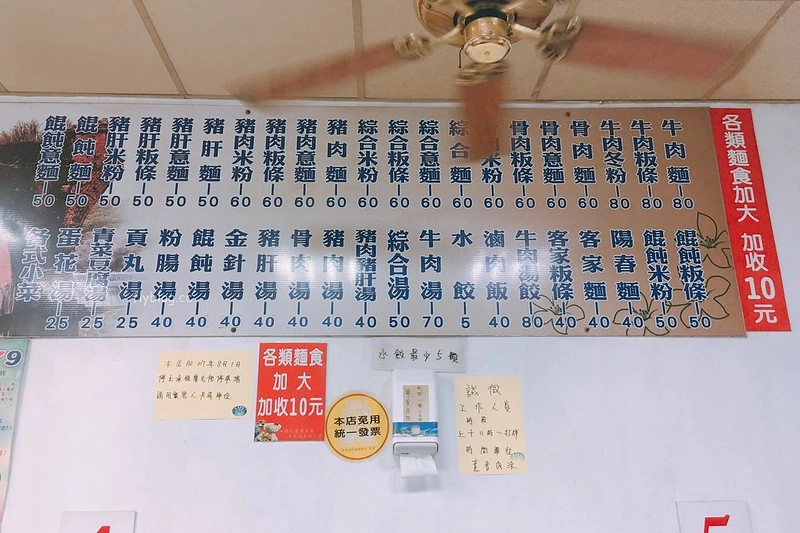 牛肉麵 80
牛肉粄條 80
牛肉冬粉 80
骨肉麵 60
骨肉意麵 60
骨肉粄條 60
米粉
綜合麵
綜合意麵 60
綜合粄條 60
綜合米粉 60
豬肉麵 60
豬肉意麵 60
豬肉粄條 60
豬肉米粉 60
豬肝麵 50
豬肝意麵 50
豬肝粄條 50
豬肝米粉 50
餛飩麵 50
餛飩意麵 50
餛飩粄條 50
餛飩米粉 50
陽春麵 40
客家麵 40
客家粄條 40
牛肉湯餃 80
滷肉飯 40
水餃 5
牛肉湯 70
綜合湯 50
豬肉豬肝湯 40
豬肉湯 40
骨肉湯 40
豬肝湯 40
金針湯 40
餛飩湯 40
粉腸湯 40
貢丸湯 25
青菜豆腐湯 25
蛋花湯 25
各式小菜
各類麵食加大 加收10元
水餃最少5顆
各類麵食
加大
加收10元
本店免用
統一發票
誠徵
工作人員
時段
意者內洽
5